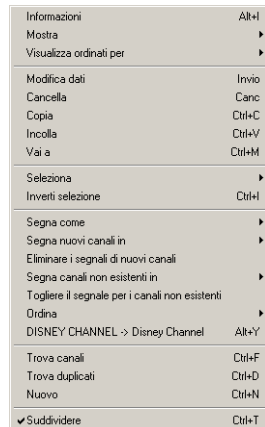 Informazioni Alt+I
Mostra
Visualizza ordinati per
Modifica dati Invio
Cancella Canc
Copia Ctrl+C
Incolla Ctrl+V
Vai a Ctrl+M
Seleziona
Inverti selezione Ctrl+I
Segna come
Segna nuovi canali in
Eliminare i segnali di nuovi canali
Segna canali non esistenti in
Togliere il segnale per i canali non esistenti
Ordina
DISNEY CHANNEL -> Disney Channel Alt+Y
Trova canali Ctrl+F
Trova duplicati Ctrl+D
Nuovo Ctrl+N
Suddividere Ctrl+T